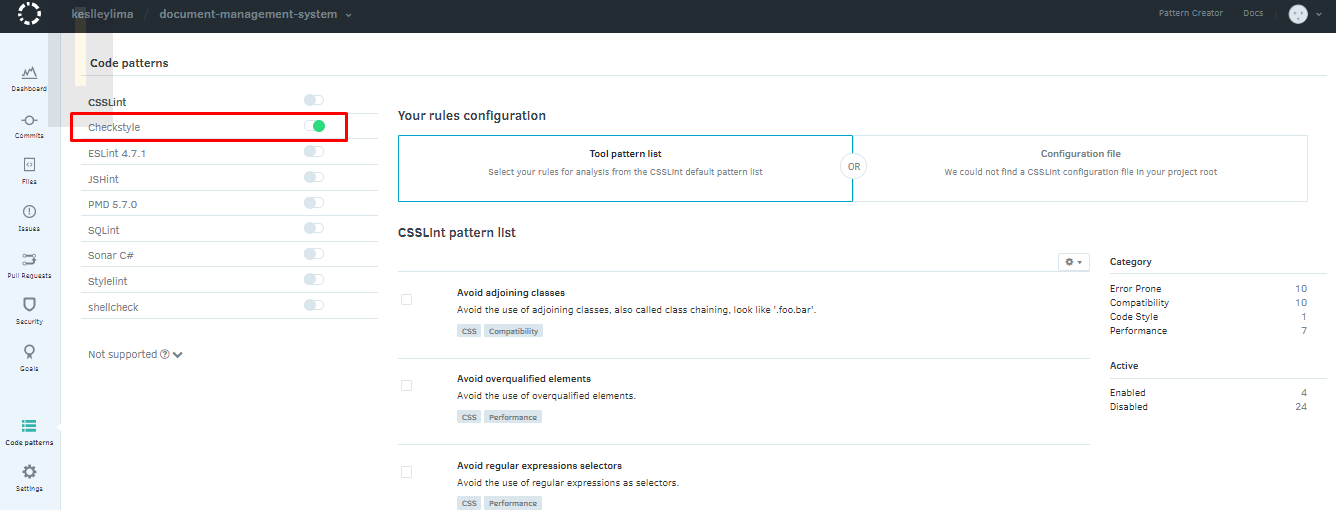 keslleylima / document-management-system
Pattern Creator
Docs
Dashboard
Commits
Files
Issues
Pull Requests
Security
Goals
Code patterns
Settings
Code patterns
CSSLint
Checkstyle
ESLint 4.7.1
JSHint
PMD 5.7.0
SQLint
Sonar C#
Stylelint
shellcheck
Not supported
Your rules configuration
Tool pattern list
Select your rules for analysis from the CSSLint default pattern list
OR
Configuration file
We could not find a CSSLint configuration file in your project root
CSSLint pattern list
Avoid adjoining classes
Avoid the use of adjoining classes, also called class chaining, look like '.foo.bar'.
CSS Compatibility
Avoid overqualified elements
Avoid the use of overqualified elements.
CSS Performance
Avoid regular expressions selectors
Avoid the use of regular expressions as selectors.
CSS Performance
Category
Error Prone 10
Compatibility 10
Code Style 1
Performance 7
Active
Enabled 4
Disabled 24